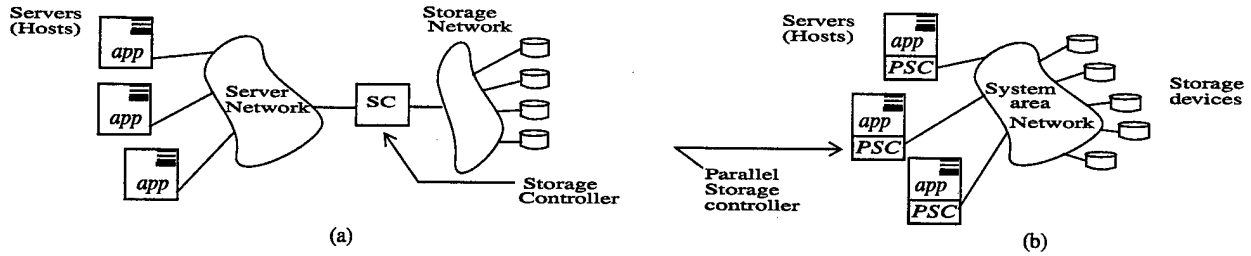 Servers
(Hosts)
app
app
app
Server
Network
SC
Storage
Network
Storage
Controller
(a)
Servers
(Hosts)
app
PSC
app
PSC
app
PSC
System
area
Network
Storage
devices
Parallel
Storage
controller
(b)